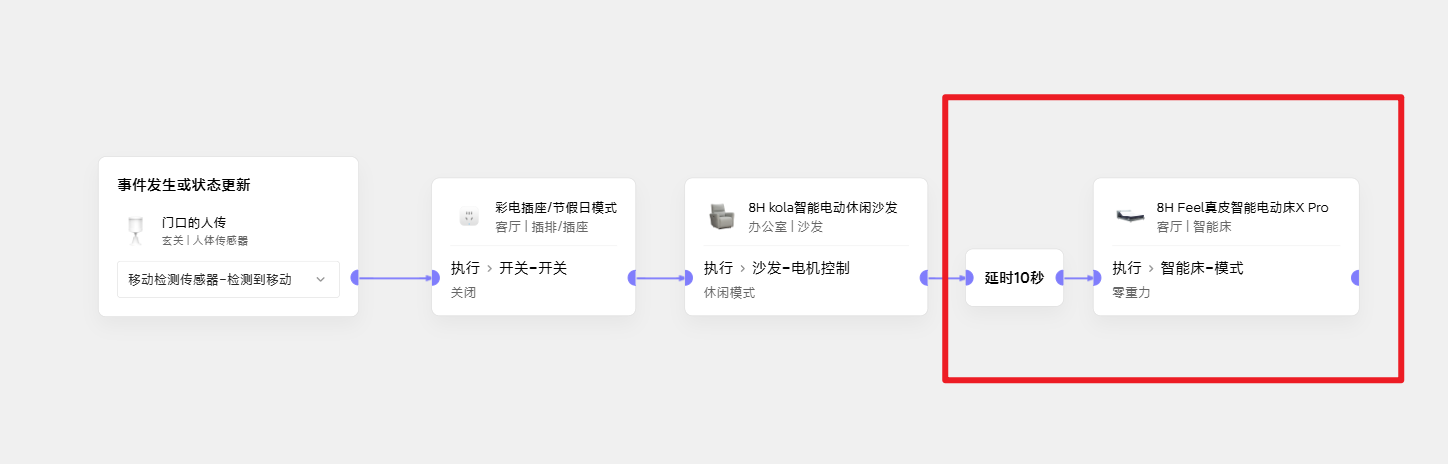 事件发生或状态更新
门口的人传
玄关 | 人体传感器
移动检测传感器-检测到移动
彩电插座/节假日模式
客厅 | 插排/插座
执行 › 开关-开关
关闭
8H kola智能电动休闲沙发
办公室 | 沙发
执行 › 沙发-电机控制
休闲模式
延时10秒
8H Feel真皮智能电动床X Pro
客厅 | 智能床
执行 › 智能床-模式
零重力